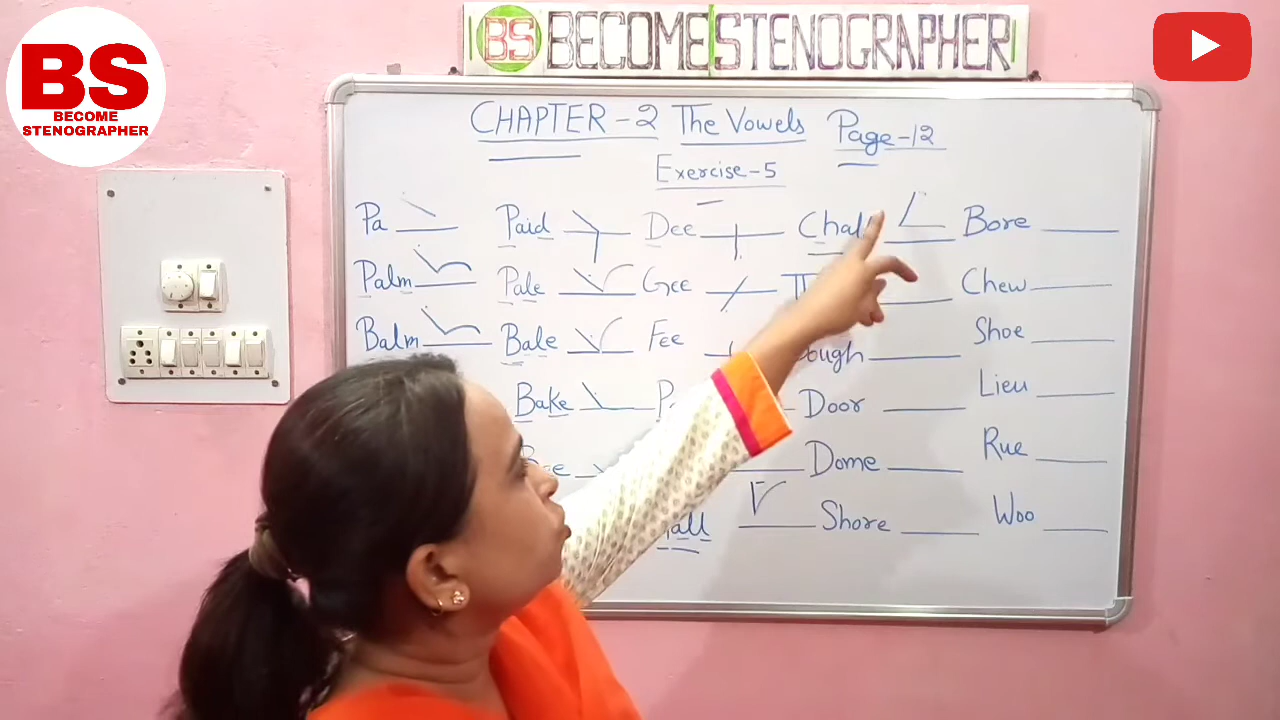 BS BECOME STENOGRAPHER
BS
BECOME
STENOGRAPHER
CHAPTER-2 The Vowels Page-12
Exercise-5
Pa Paid Dee Bore
Palm Pale Gee Chew
Balm Bale Fee Shoe
Bake Door Lieu
Dome Rue
Shore Woo